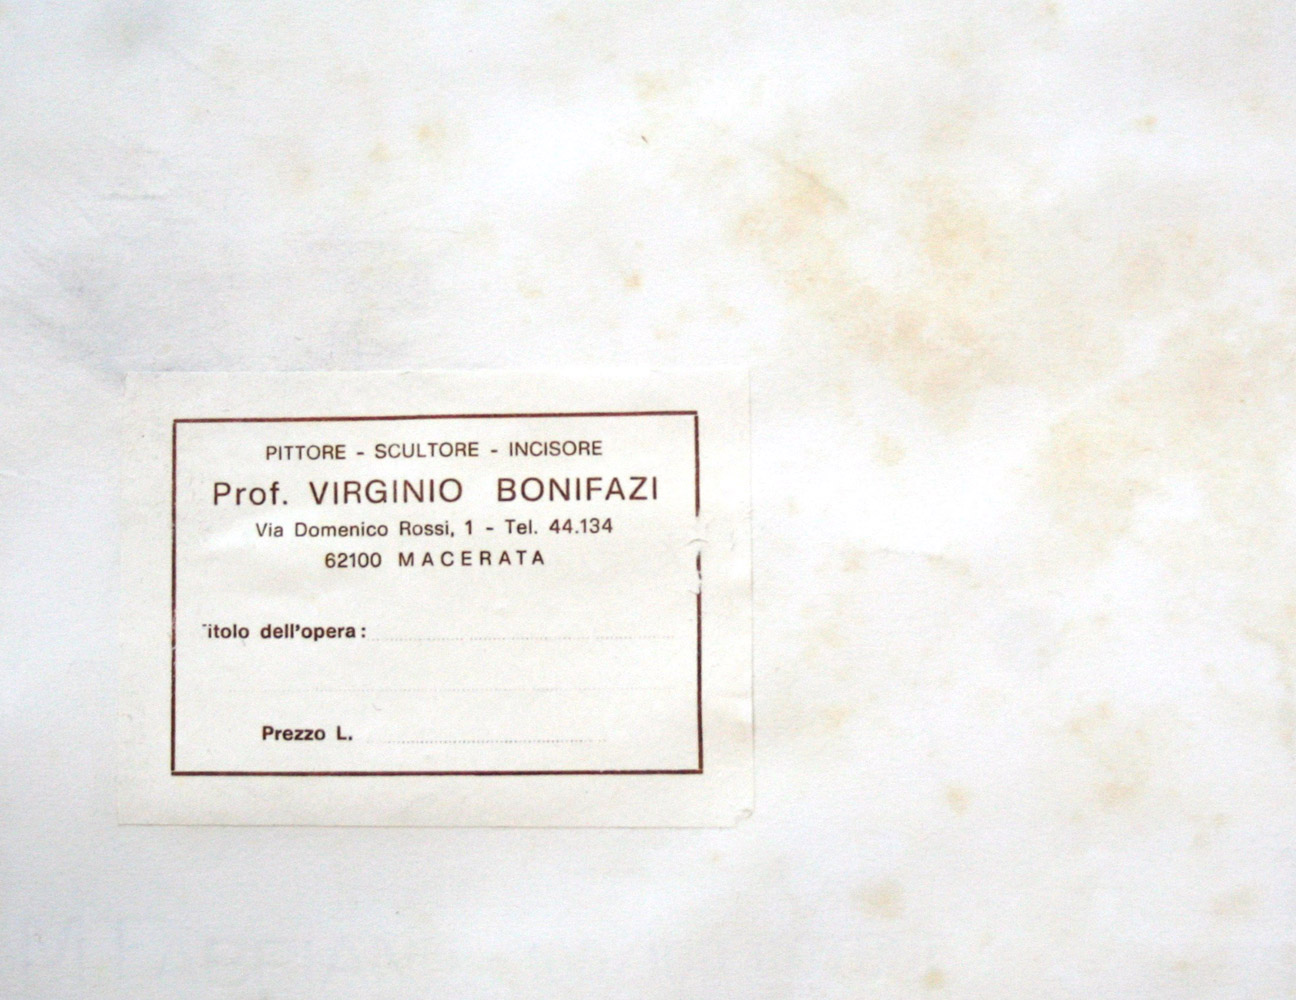 PITTORE - SCULTORE - INCISORE
Prof. VIRGINIO BONIFAZI
Via Domenico Rossi, 1 - Tel. 44.134
62100 MACERATA
itolo dell'opera:
Prezzo L.